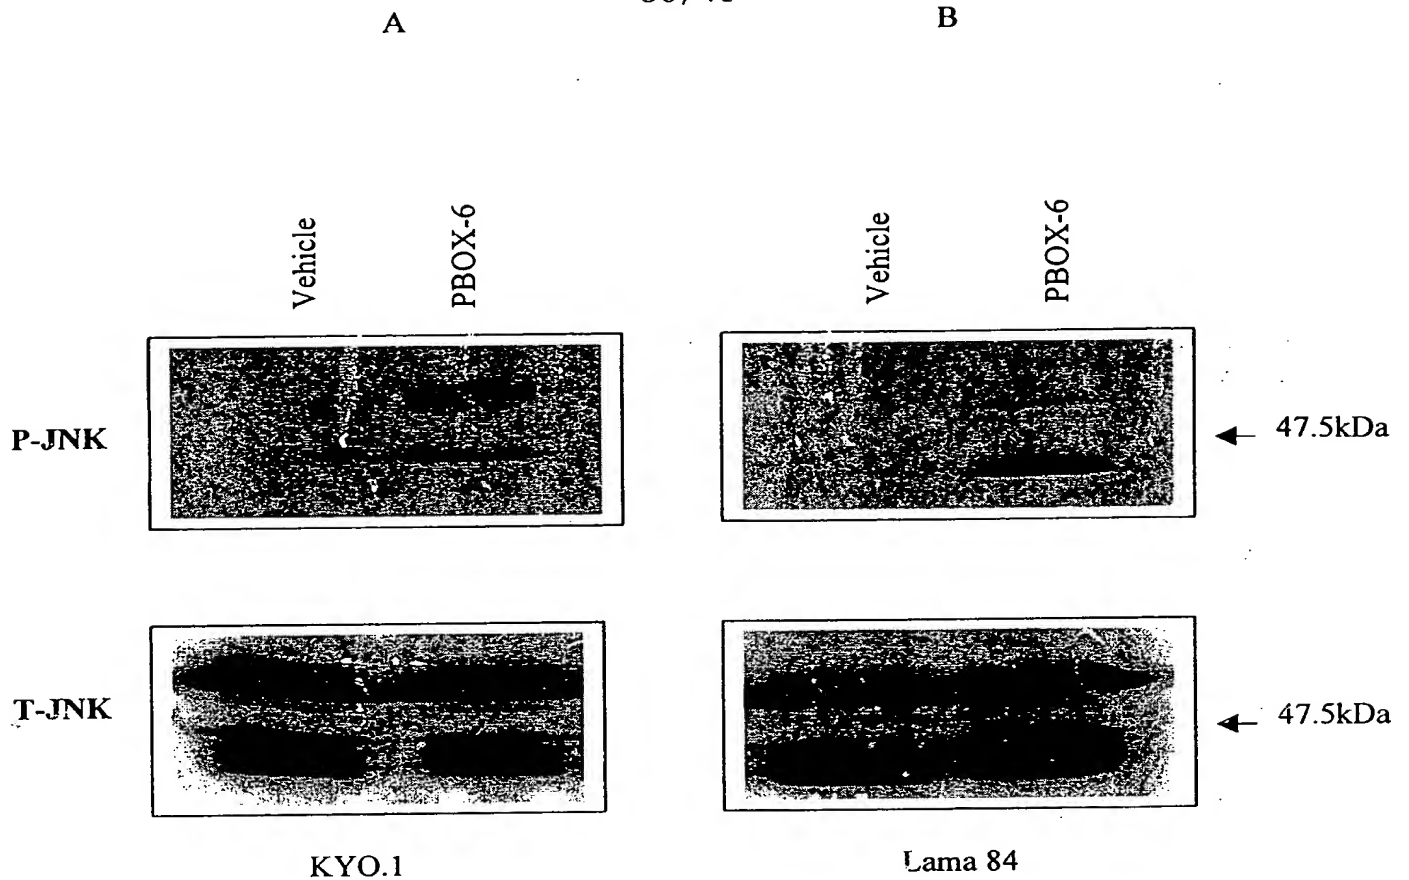 A
B
Vehicle
PBOX-6
Vehicle
PBOX-6
P-JNK
47.5kDa
T-JNK
47.5kDa
KYO.1
Lama 84